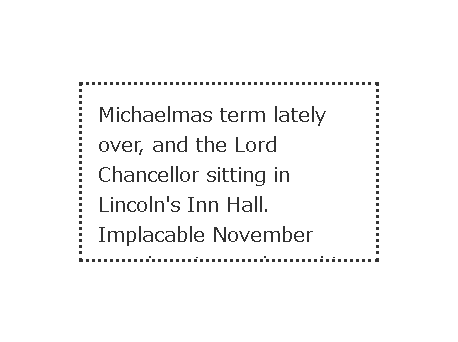 Michaelmas term lately
over, and the Lord
Chancellor sitting in
Lincoln's Inn Hall.
Implacable November